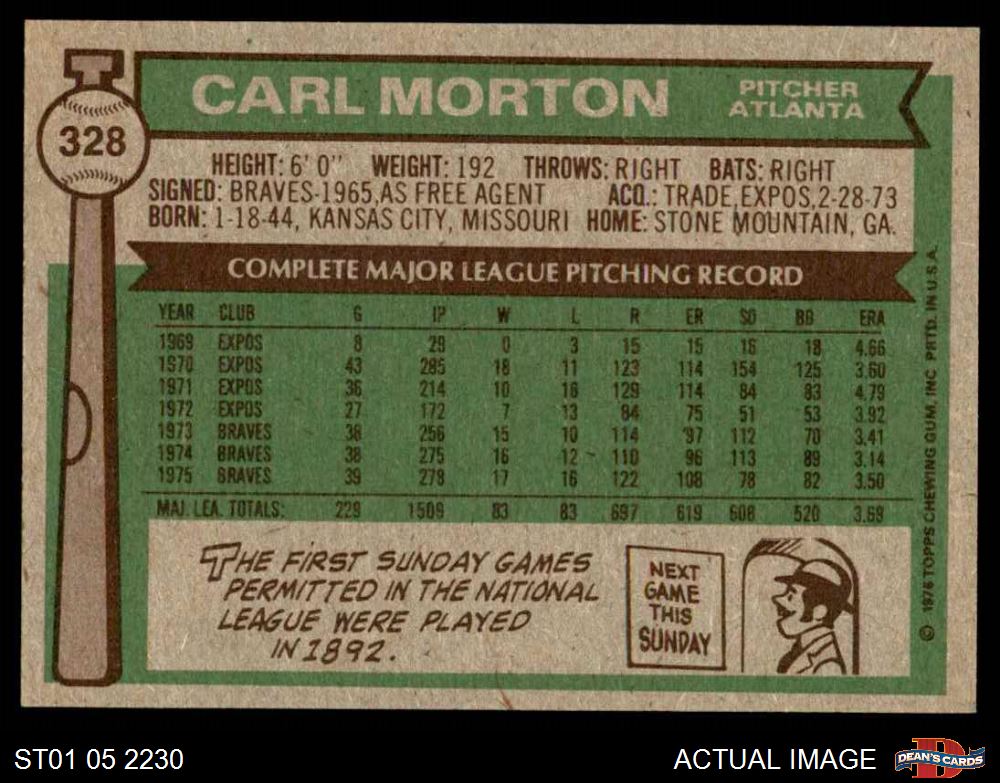 CARL MORTON
PITCHER
ATLANTA
328
HEIGHT: 6' 0" WEIGHT: 192 THROWS: RIGHT BATS: RIGHT
SIGNED: BRAVES-1965, AS FREE AGENT ACQ.: TRADE, EXPOS, 2-28-73
BORN: 1-18-44, KANSAS CITY, MISSOURI HOME: STONE MOUNTAIN, GA.
COMPLETE MAJOR LEAGUE PITCHING RECORD
YEAR CLUB G IP W L R ER SO BB ERA
1969 EXPOS 8 29 0 3 15 15 16 18 4.66
1970 EXPOS 43 285 18 11 123 114 154 125 3.60
1971 EXPOS 36 214 10 18 129 114 84 83 4.79
1972 EXPOS 27 172 7 13 84 75 51 53 3.92
1973 BRAVES 38 256 15 10 114 97 112 70 3.41
1974 BRAVES 38 275 16 12 110 96 113 89 3.14
1975 BRAVES 39 278 17 16 122 108 78 82 3.50
MAJ. LEA. TOTALS: 229 1509 83 83 697 619 608 520 3.69
THE FIRST SUNDAY GAMES
PERMITTED IN THE NATIONAL
LEAGUE WERE PLAYED
IN 1892.
NEXT
GAME
THIS
SUNDAY
© 1976 TOPPS CHEWING GUM, INC PRTD. IN U.S.A.
ST01 05 2230
ACTUAL IMAGE
D
DEAN'S CARDS